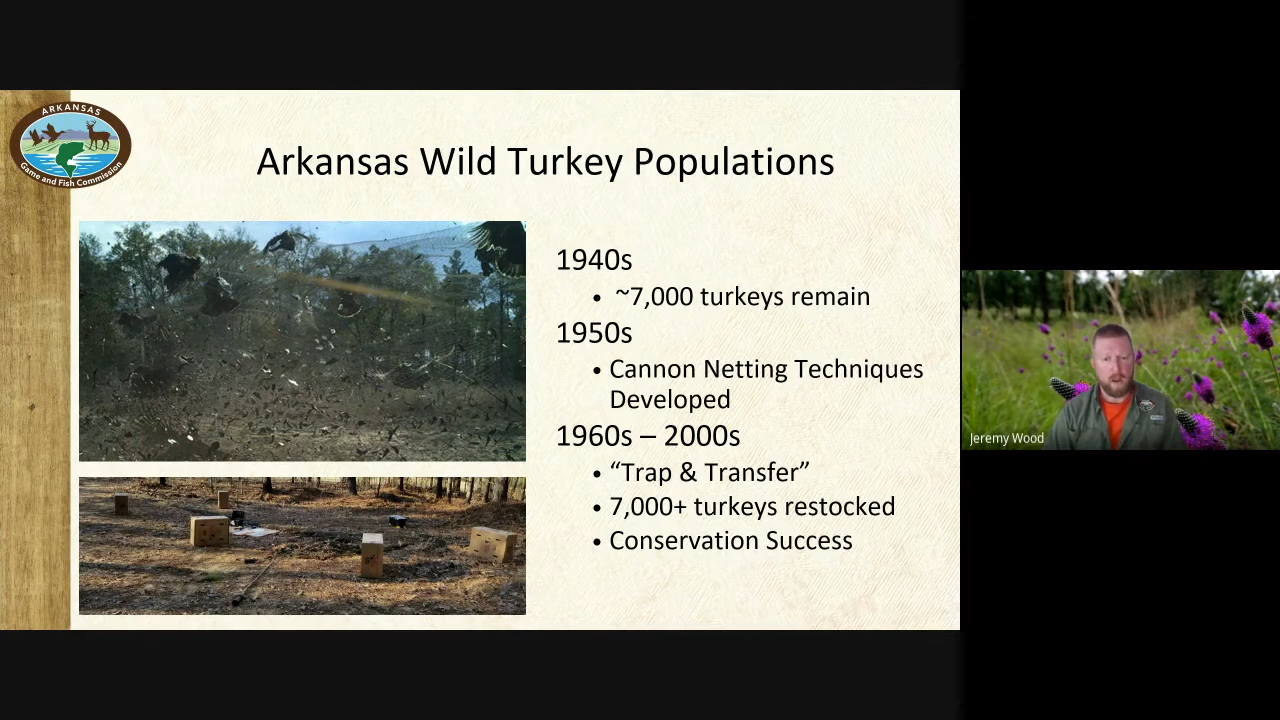 ARKANSAS
Game and Fish Commission
Arkansas Wild Turkey Populations
1940s
• ~7,000 turkeys remain
1950s
• Cannon Netting Techniques
Developed
1960s – 2000s
• “Trap & Transfer”
• 7,000+ turkeys restocked
• Conservation Success
Jeremy Wood